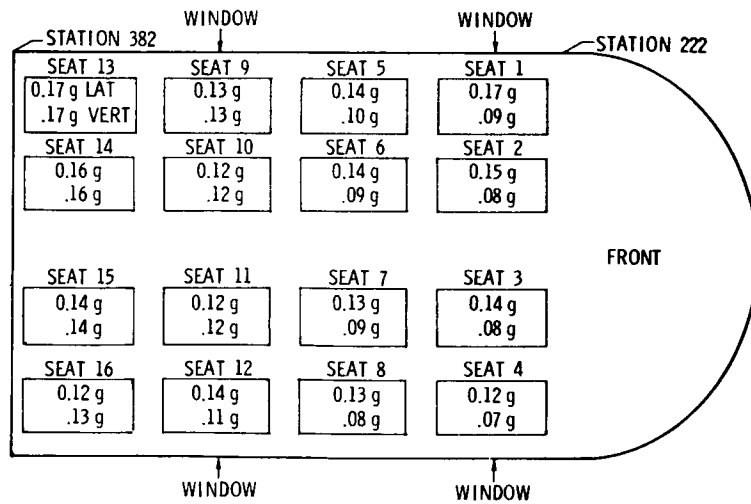 WINDOW WINDOW
STATION 382 STATION 222
SEAT 13 SEAT 9 SEAT 5 SEAT 1
0.17 g LAT 0.13 g 0.14 g 0.17 g
.17 g VERT .13 g .10 g .09 g
SEAT 14 SEAT 10 SEAT 6 SEAT 2
0.16 g 0.12 g 0.14 g 0.15 g
.16 g .12 g .09 g .08 g
FRONT
SEAT 15 SEAT 11 SEAT 7 SEAT 3
0.14 g 0.12 g 0.13 g 0.14 g
.14 g .12 g .09 g .08 g
SEAT 16 SEAT 12 SEAT 8 SEAT 4
0.12 g 0.14 g 0.13 g 0.12 g
.13 g .11 g .08 g .07 g
WINDOW WINDOW